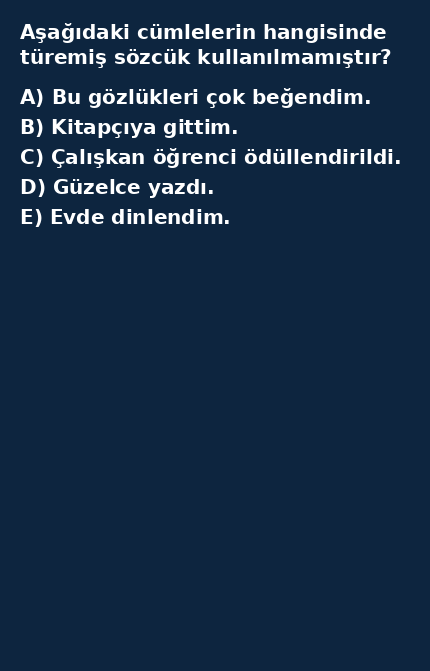 Aşağıdaki cümlelerin hangisinde
türemiş sözcük kullanılmamıştır?
A) Bu gözlükleri çok beğendim.
B) Kitapçıya gittim.
C) Çalışkan öğrenci ödüllendirildi.
D) Güzelce yazdı.
E) Evde dinlendim.